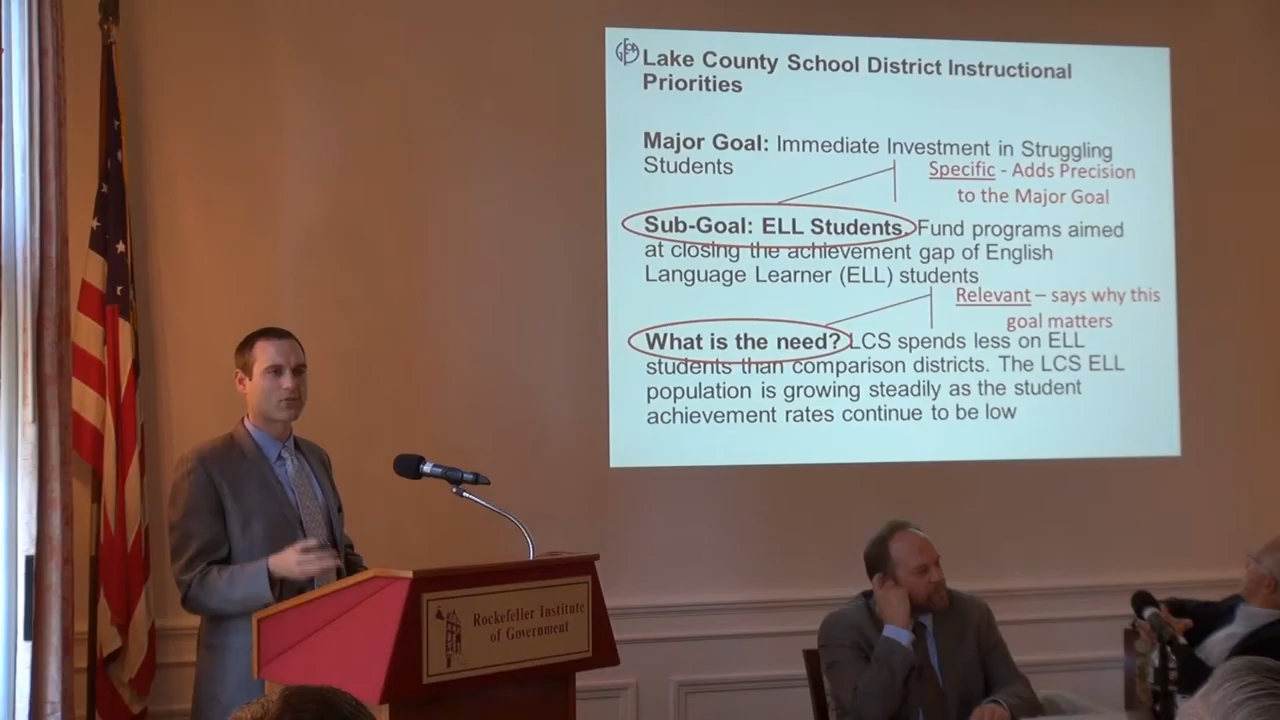 GFOA
Lake County School District Instructional
Priorities
Major Goal: Immediate Investment in Struggling
Students
Specific - Adds Precision
to the Major Goal
Sub-Goal: ELL Students. Fund programs aimed
at closing the achievement gap of English
Language Learner (ELL) students
Relevant – says why this
goal matters
What is the need? LCS spends less on ELL
students than comparison districts. The LCS ELL
population is growing steadily as the student
achievement rates continue to be low
Rockefeller Institute
of Government